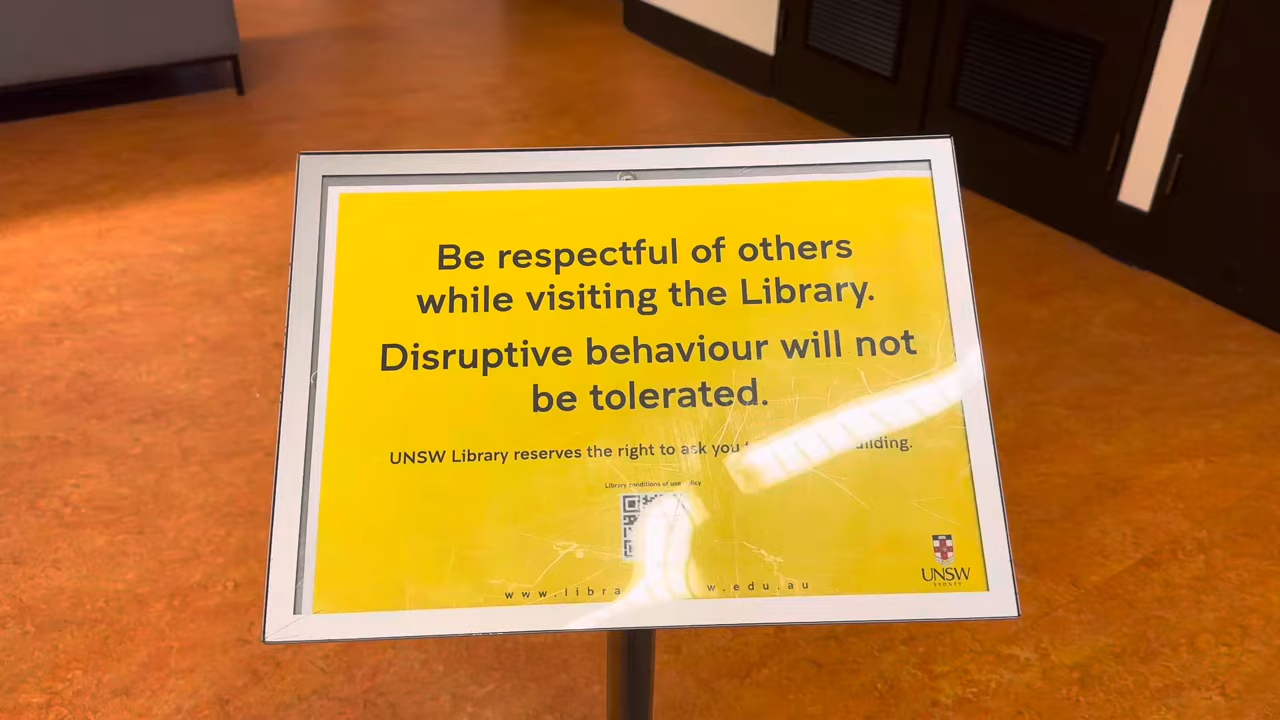 Be respectful of others
while visiting the Library.
Disruptive behaviour will not
be tolerated.
UNSW Library reserves the right to ask you
Library conditions of use
UNSW
SYDNEY